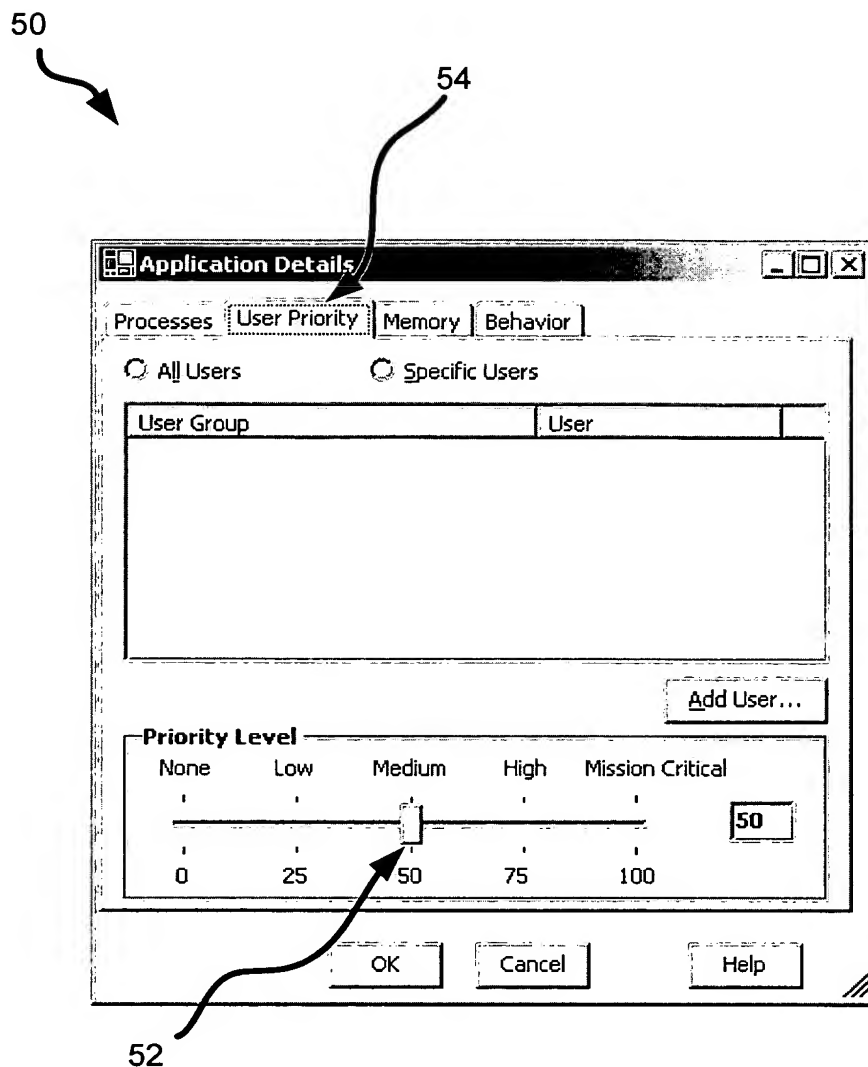 50
54
Application Details
Processes User Priority Memory Behavior
All Users Specific Users
User Group User
Add User...
Priority Level
None Low Medium High Mission Critical
50
0 25 50 75 100
OK Cancel Help
52